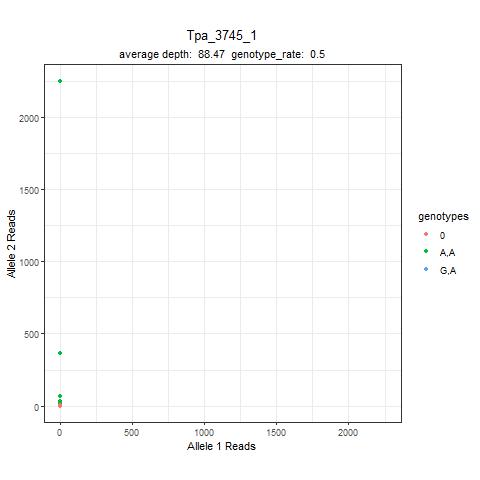 Tpa_3745_1
average depth:  88.47  genotype_rate:  0.5
Allele 2 Reads
2000
1500
1000
500
0
0 500 1000 1500 2000
Allele 1 Reads
genotypes
0
A,A
G,A